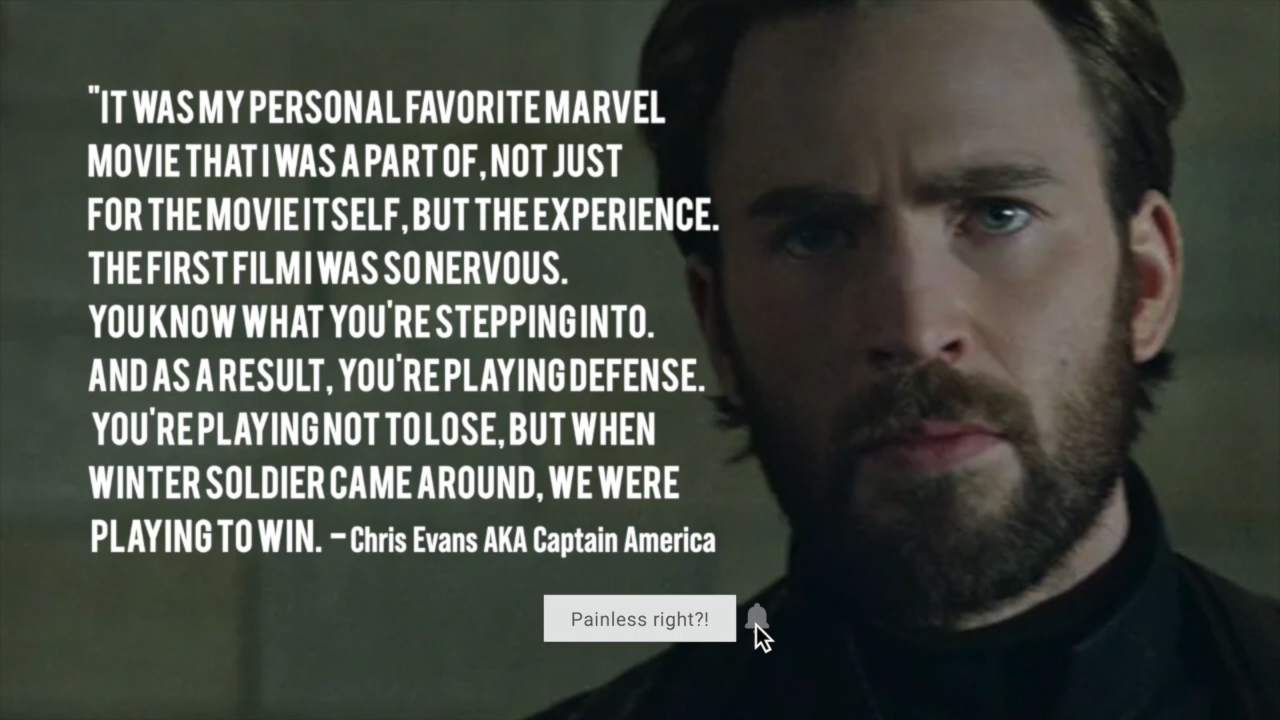 "IT WAS MY PERSONAL FAVORITE MARVEL
MOVIE THAT I WAS A PART OF, NOT JUST
FOR THE MOVIE ITSELF, BUT THE EXPERIENCE.
THE FIRST FILM I WAS SO NERVOUS.
YOU KNOW WHAT YOU'RE STEPPING INTO.
AND AS A RESULT, YOU'RE PLAYING DEFENSE.
YOU'RE PLAYING NOT TO LOSE, BUT WHEN
WINTER SOLDIER CAME AROUND, WE WERE
PLAYING TO WIN. – Chris Evans AKA Captain America
Painless right?!